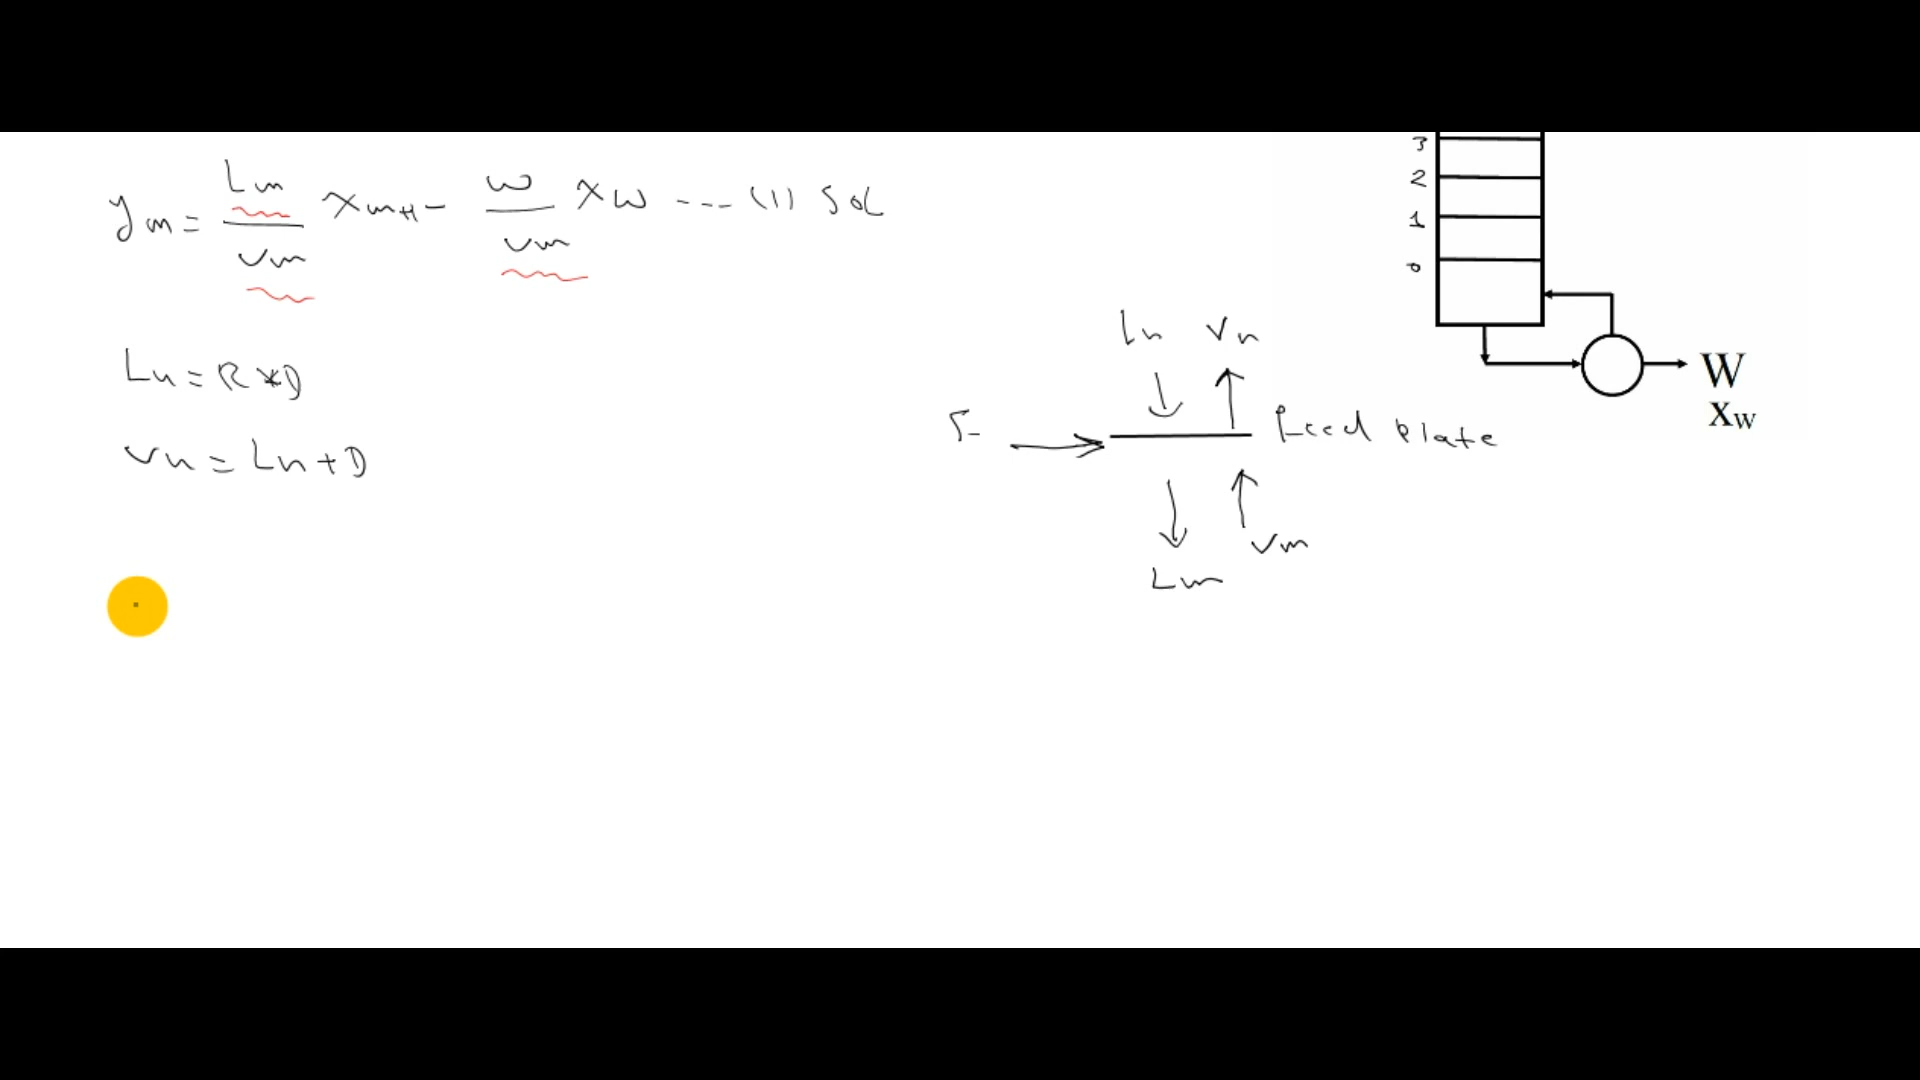 ym = Lm/vm xm+1 - w/vm xw --- (1) SoL
Ln = R*D
vn = Ln + D
3
2
1
0
W
xW
Ln vn
F feed plate
vm
Lm